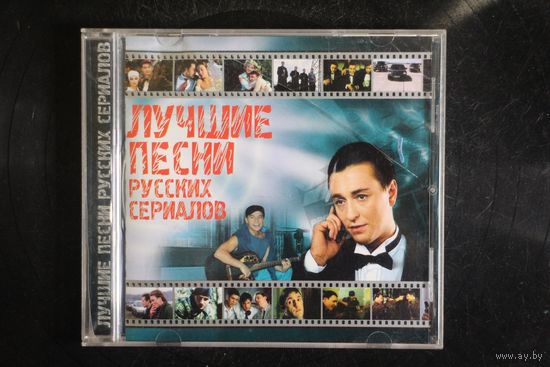 ЛУЧШИЕ ПЕСНИ РУССКИХ СЕРИАЛОВ
ЛУЧШИЕ
ПЕСНИ
РУССКИХ
СЕРИАЛОВ
www.ay.by